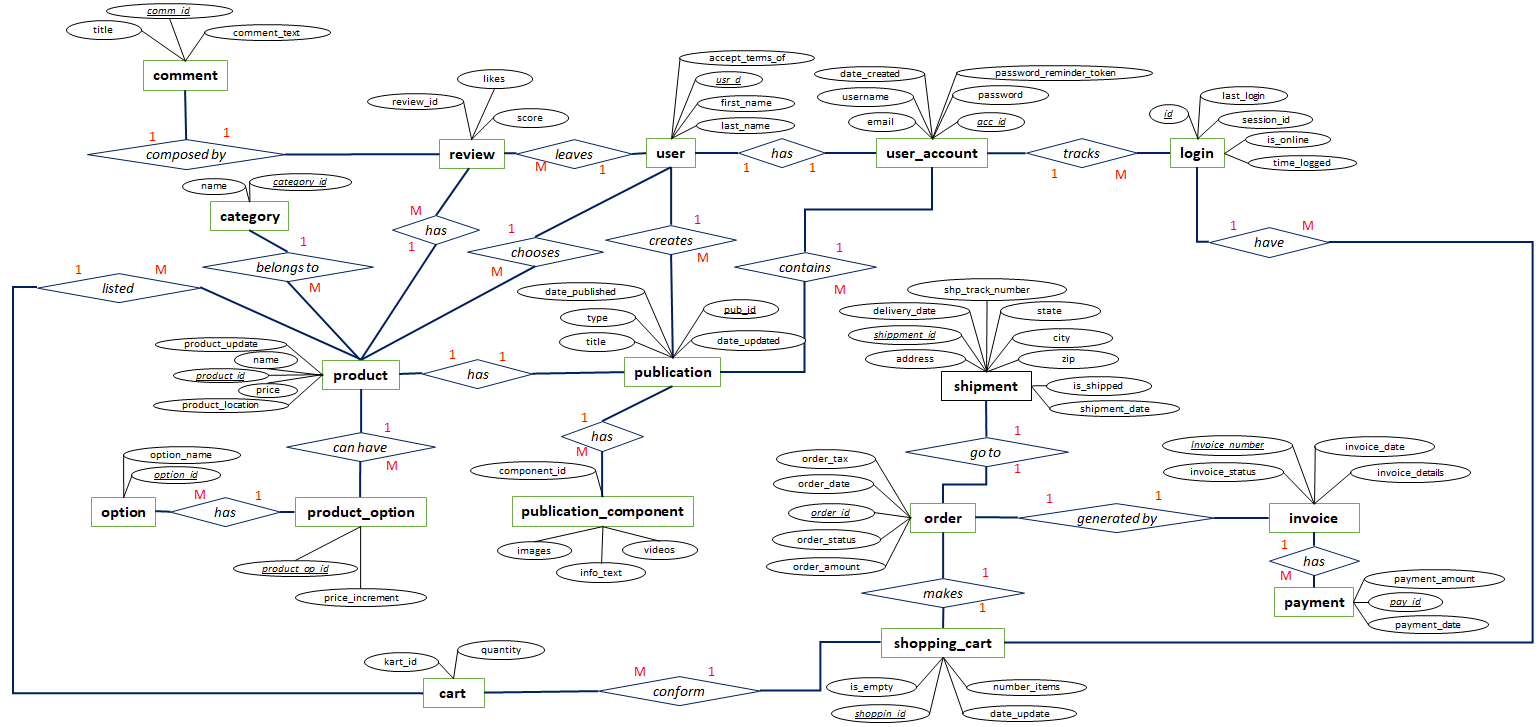 comm_id
title
comment_text
comment
1
1
composed by
likes
review_id
score
review
leaves
M
1
accept_terms_of
usr_d
first_name
last_name
user
has
1
1
date_created
username
email
password_reminder_token
password
acc_id
user_account
tracks
1
M
last_login
id
session_id
is_online
time_logged
login
name
category_id
category
1
belongs to
M
M
has
1
1
chooses
M
1
creates
M
1
contains
M
1
M
have
1
M
listed
product_update
name
product_id
price
product_location
product
1
1
has
date_published
type
title
pub_id
date_updated
publication
shp_track_number
delivery_date
state
shippment_id
city
address
zip
shipment
is_shipped
shipment_date
1
can have
M
1
has
M
option_name
option_id
option
M
1
has
product_option
product_op_id
price_increment
component_id
publication_component
images
videos
info_text
1
go to
1
order_tax
order_date
order_id
order_status
order_amount
order
1
1
generated by
Invoice_number
invoice_date
invoice_status
invoice_details
invoice
1
has
M
payment
payment_amount
pay_id
payment_date
1
makes
1
shopping_cart
is_empty
number_items
shoppin_id
date_update
kart_id
quantity
cart
M
1
conform